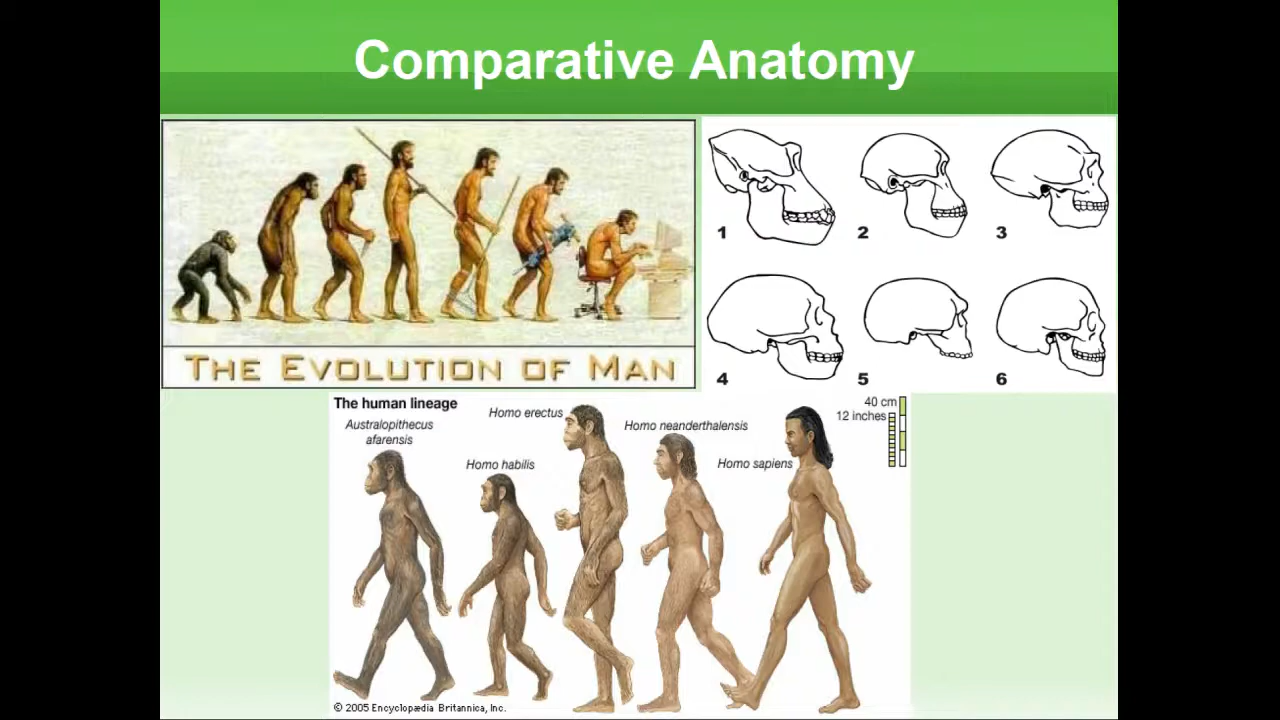 Comparative Anatomy
THE EVOLUTION OF MAN
1
2
3
4
5
6
The human lineage
Australopithecus
afarensis
Homo habilis
Homo erectus
Homo neanderthalensis
Homo sapiens
40 cm
12 inches
© 2005 Encyclopædia Britannica, Inc.